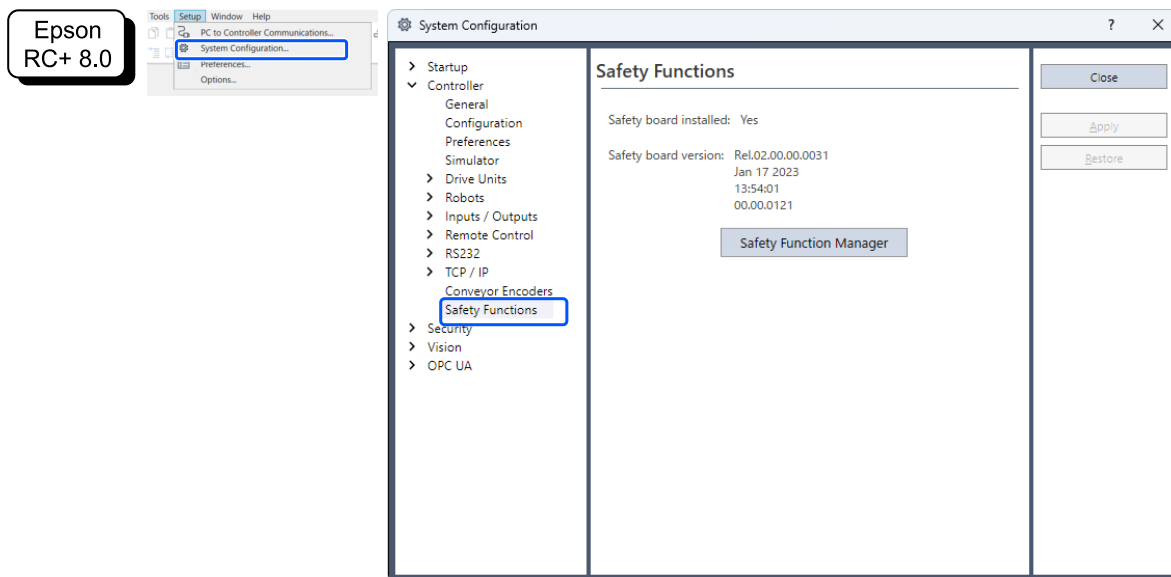 Epson
RC+ 8.0
Tools Setup Window Help
PC to Controller Communications...
System Configuration...
Preferences...
Options...
System Configuration
?
Startup
Controller
General
Configuration
Preferences
Simulator
Drive Units
Robots
Inputs / Outputs
Remote Control
RS232
TCP / IP
Conveyor Encoders
Safety Functions
Security
Vision
OPC UA
Safety Functions
Safety board installed: Yes
Safety board version: Rel.02.00.00.0031
Jan 17 2023
13:54:01
00.00.0121
Safety Function Manager
Close
Apply
Restore